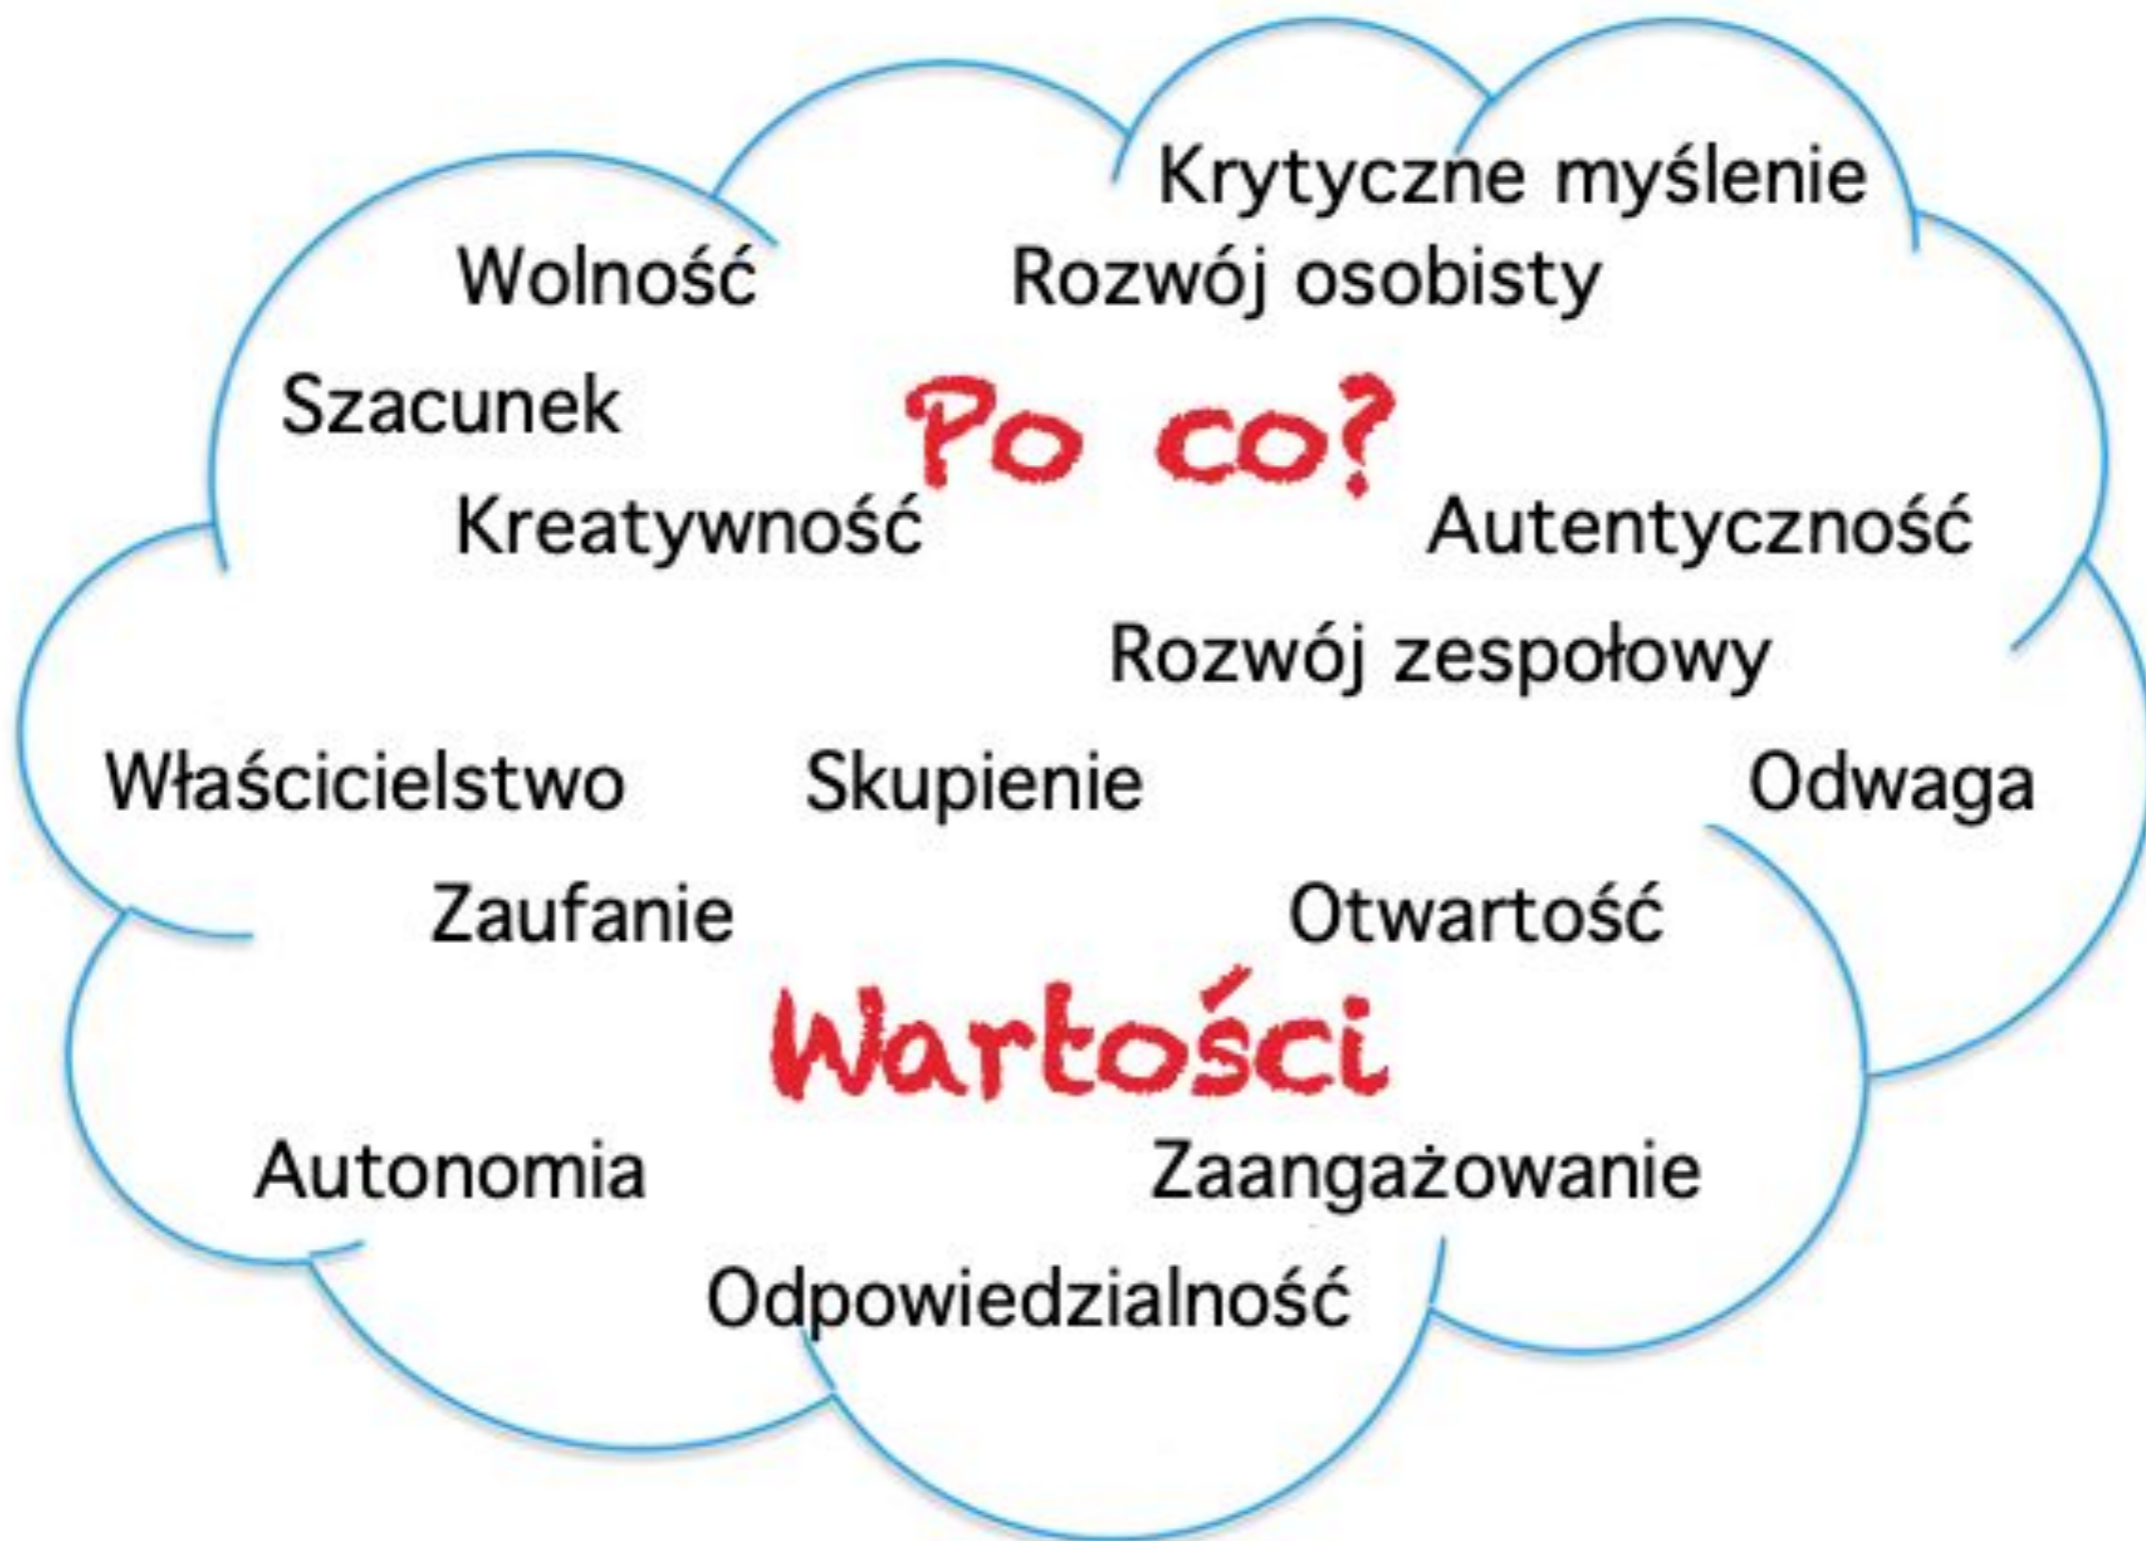 Krytyczne myślenie
Wolność
Rozwój osobisty
Szacunek
Po co?
Kreatywność
Autentyczność
Rozwój zespołowy
Właścicielstwo
Skupienie
Odwaga
Zaufanie
Otwartość
Wartości
Autonomia
Zaangażowanie
Odpowiedzialność